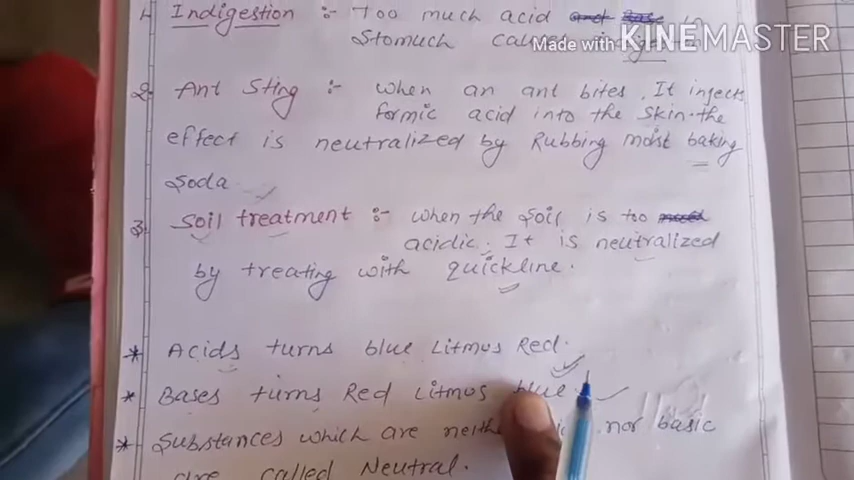 1. Indigestion :- Too much acid
Stomuch causes
Made with KINEMASTER
2. Ant Sting :- when an ant bites. It injects
formic acid into the skin. the
effect is neutralized by Rubbing moist baking
Soda
3. Soil treatment :- when the Soil is too
acidic. It is neutralized
by treating with quickline.
* Acids turns blue Litmus Red.
* Bases turns Red Litmus blue.
* Substances which are nor basic
are called Neutral.